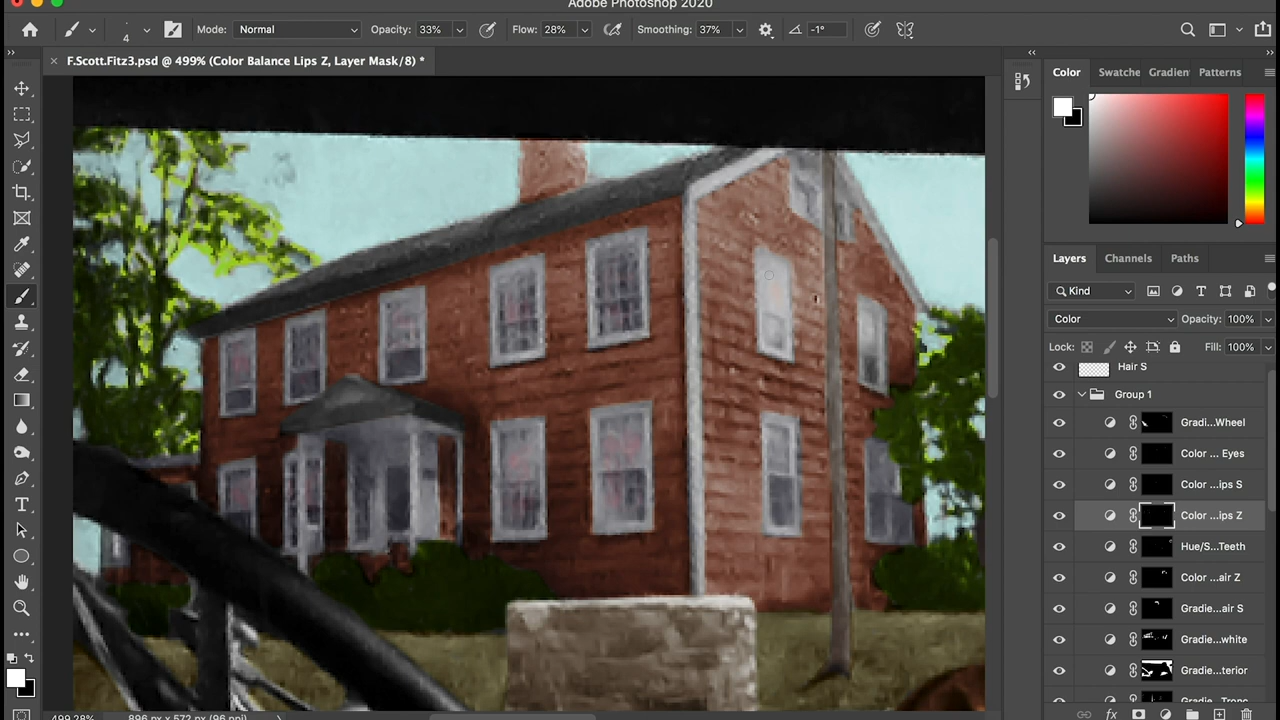 Adobe Photoshop 2020
4 Mode: Normal Opacity: 33% Flow: 28% Smoothing: 37% -1°
F.Scott.Fitz3.psd @ 499% (Color Balance Lips Z, Layer Mask/8) *
Color Swatche Gradien Patterns
Layers Channels Paths
Kind
Color Opacity: 100%
Lock: Fill: 100%
Hair S
Group 1
Gradi...Wheel
Color ... Eyes
Color ...ips S
Color ...ips Z
Hue/S...Teeth
Color ...air Z
Gradie...air S
Gradie...white
Gradie...terior
499.28% 896 px x 572 px (96 ppi)